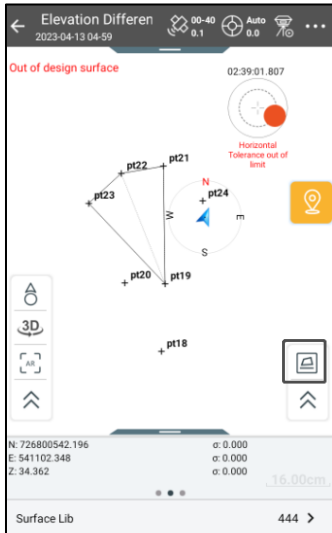 Elevation Differen
2023-04-13 04-59
00-40
0.1
Auto
0.0
Out of design surface
02:39:01.807
Horizontal
Tolerance out of
limit
pt21
pt22
pt23
N
pt24
W
E
S
pt20
pt19
3D
AR
pt18
N: 726800542.196
σ: 0.000
E: 541102.348
σ: 0.000
Z: 34.362
σ: 0.000
16.00cm
Surface Lib
444